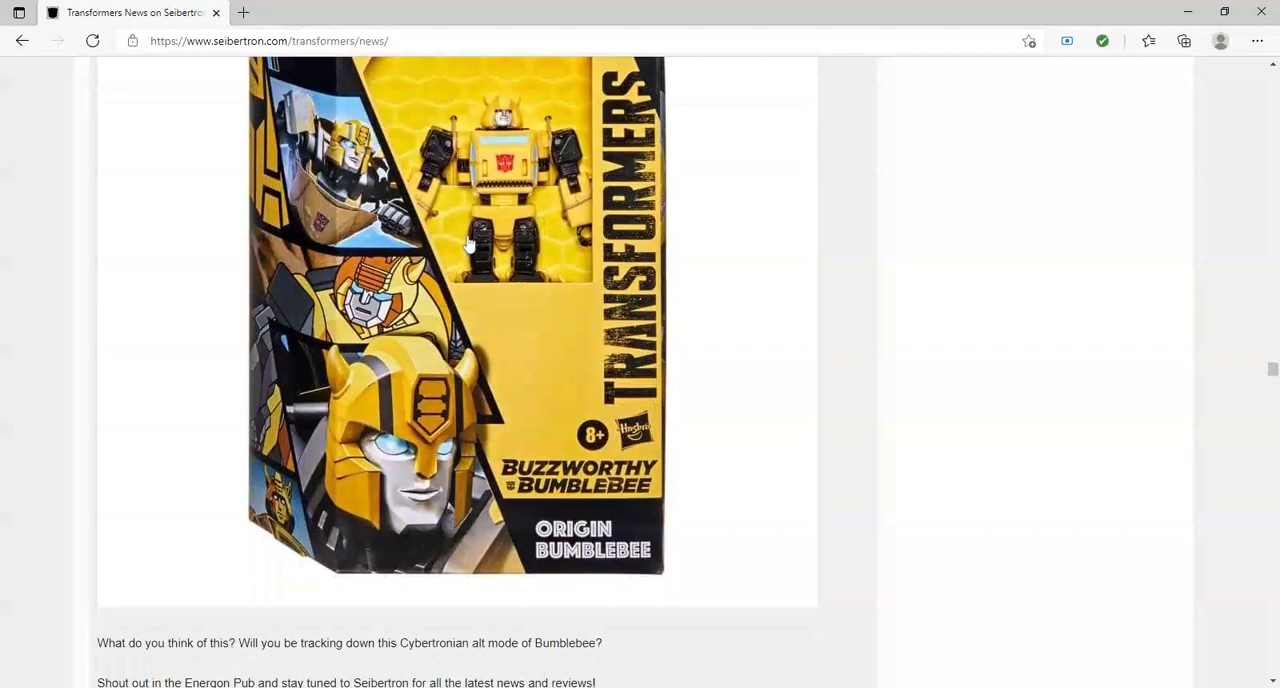 Transformers News on Seibertro
https://www.seibertron.com/transformers/news/
TRANSFORMERS
8+
Hasbro
BUZZWORTHY
BUMBLEBEE
ORIGIN
BUMBLEBEE
What do you think of this? Will you be tracking down this Cybertronian alt mode of Bumblebee?
Shout out in the Energon Pub and stay tuned to Seibertron for all the latest news and reviews!